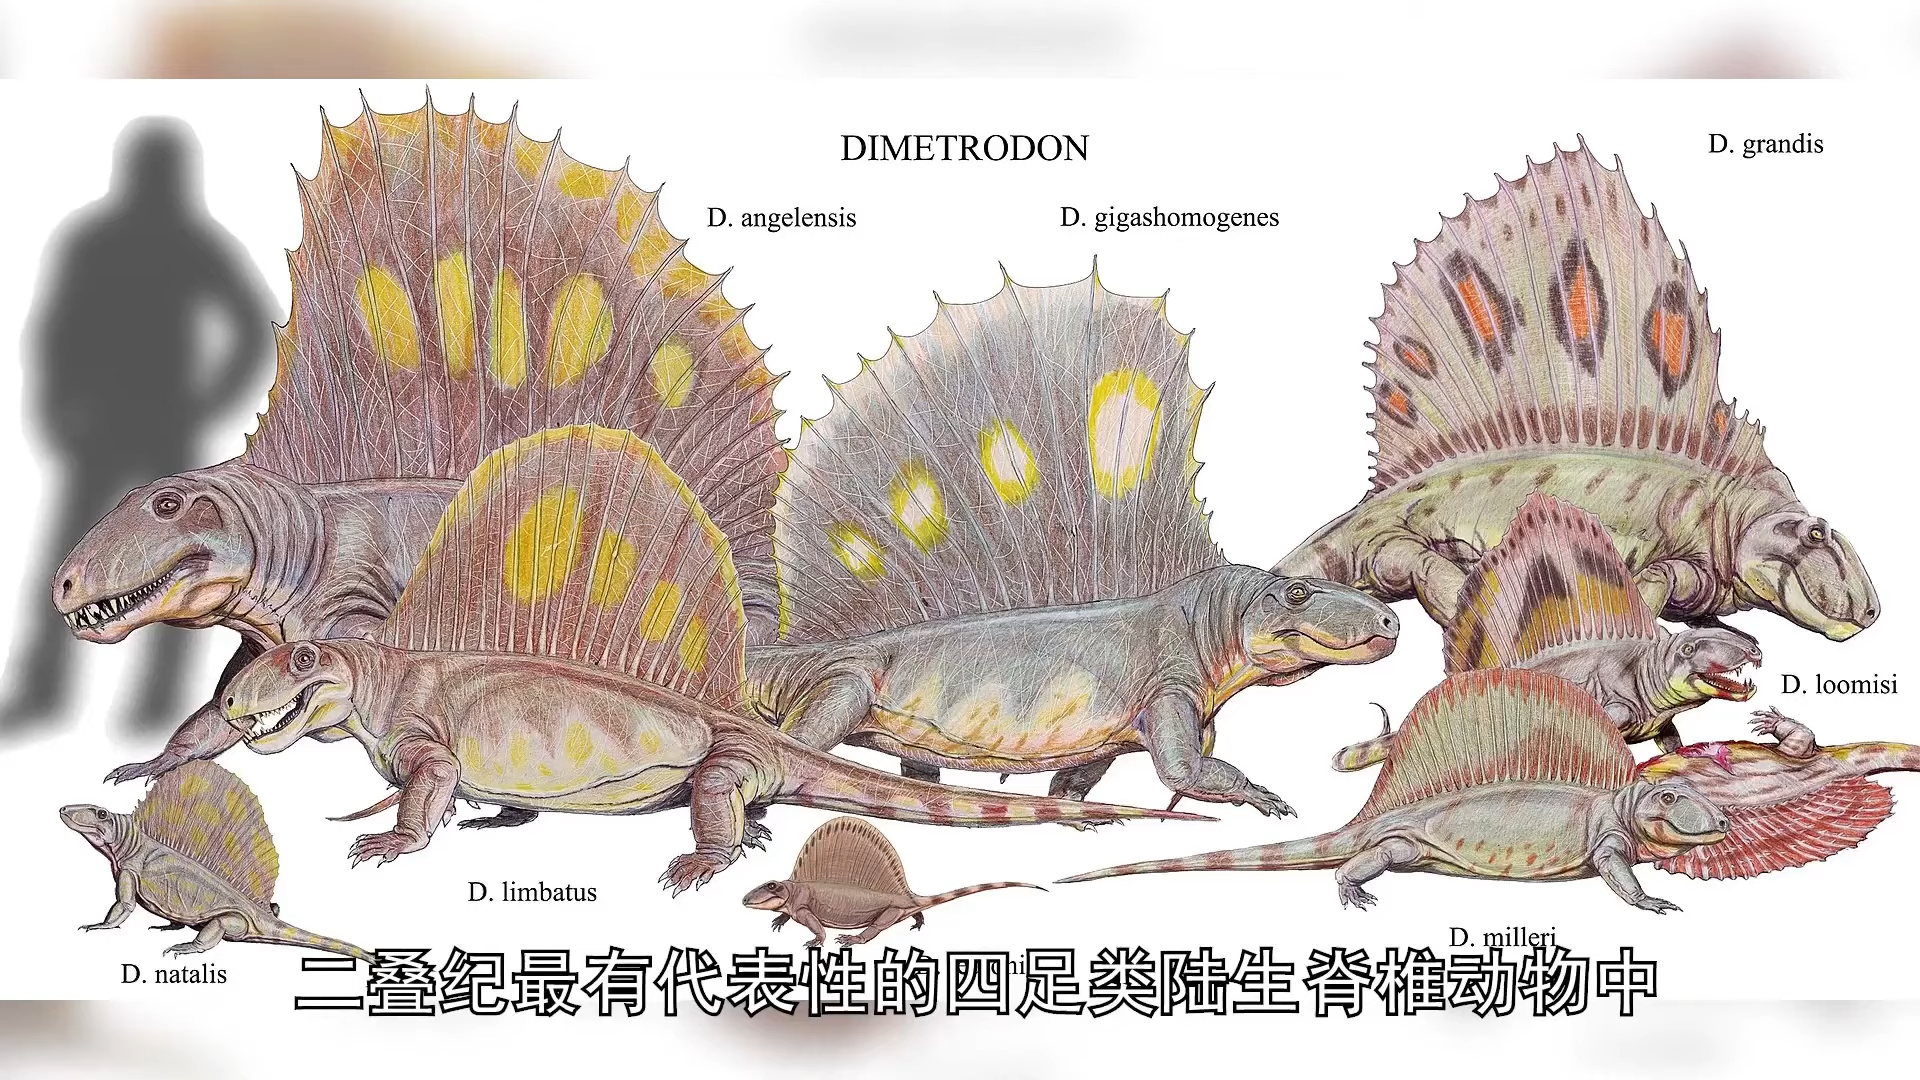 DIMETRODON
D. grandis
D. angelensis
D. gigashomogenes
D. loomisi
D. limbatus
D. milleri
D. natalis
二叠纪最有代表性的四足类陆生脊椎动物中